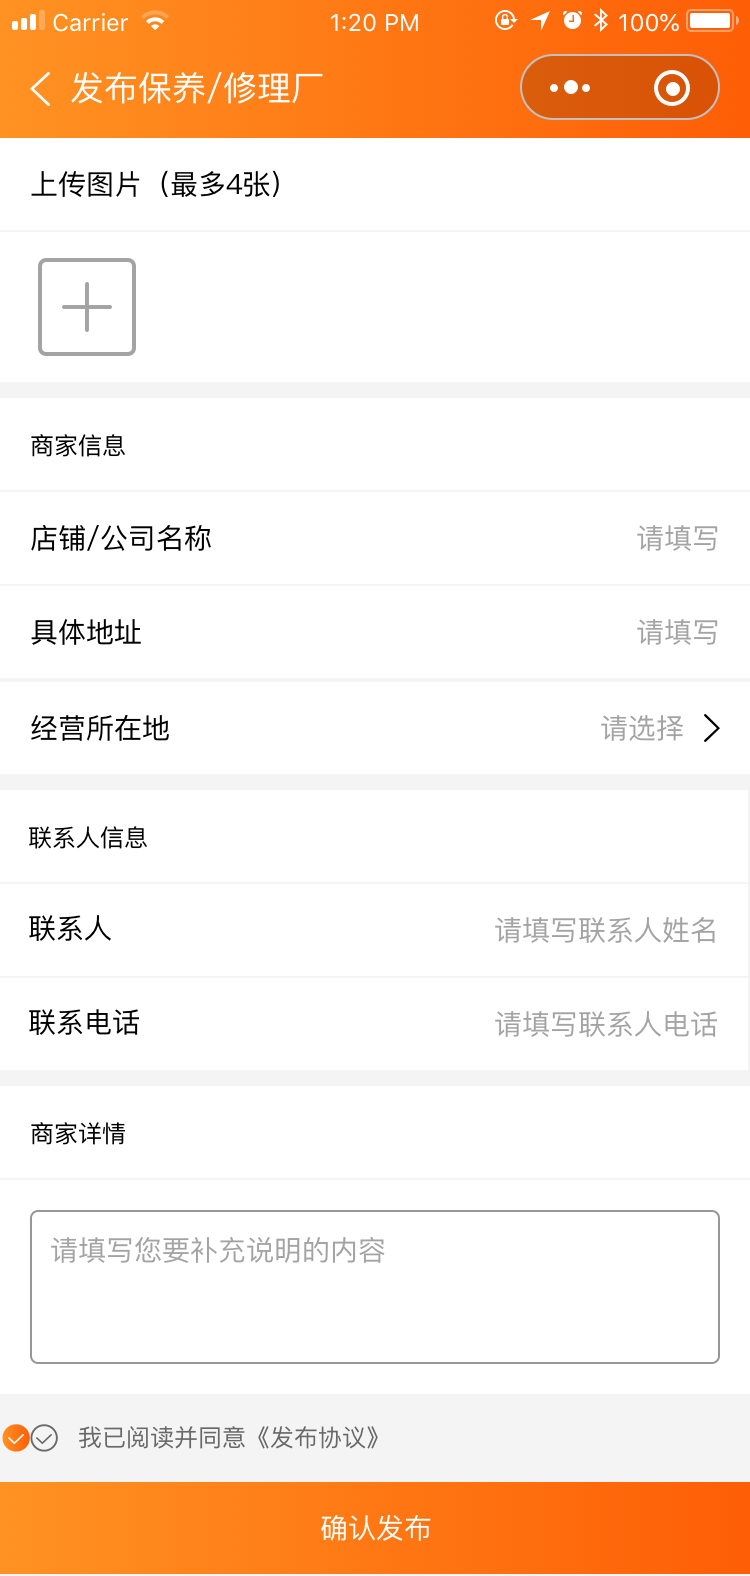 Carrier 1:20 PM 100%
发布保养/修理厂
上传图片（最多4张）
商家信息
店铺/公司名称 请填写
具体地址 请填写
经营所在地 请选择
联系人信息
联系人 请填写联系人姓名
联系电话 请填写联系人电话
商家详情
请填写您要补充说明的内容
我已阅读并同意《发布协议》
确认发布